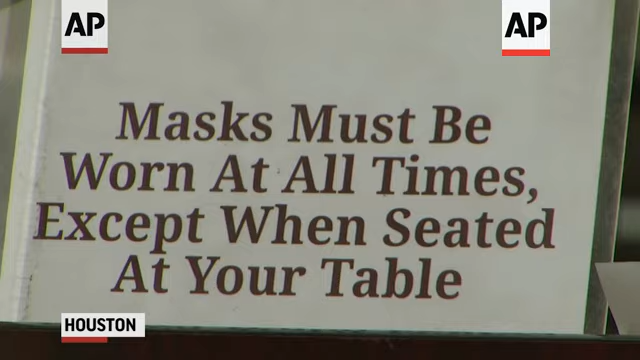 AP AP
Masks Must Be
Worn At All Times,
Except When Seated
At Your Table
HOUSTON